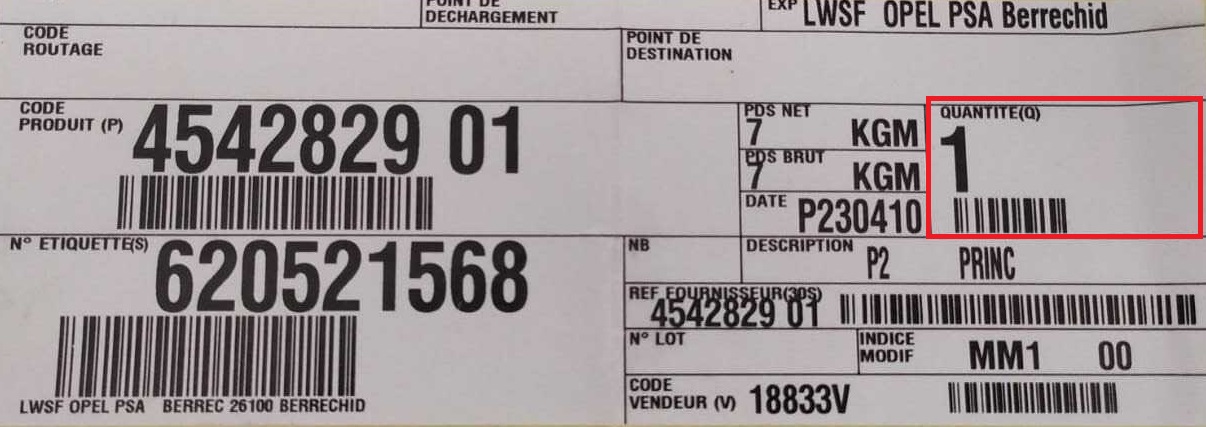 POINT DE
DECHARGEMENT
EXP LWSF OPEL PSA Berrechid
CODE
ROUTAGE
POINT DE
DESTINATION
CODE
PRODUIT (P) 4542829 01
PDS NET
7 KGM
PDS BRUT
7 KGM
DATE P230410
QUANTITE(Q)
1
N° ETIQUETTE(S)
620521568
LWSF OPEL PSA BERREC 26100 BERRECHID
NB
DESCRIPTION
P2 PRINC
REF FOURNISSEUR(30S)
4542829 01
N° LOT
INDICE
MODIF MM1 00
CODE
VENDEUR (V) 18833V